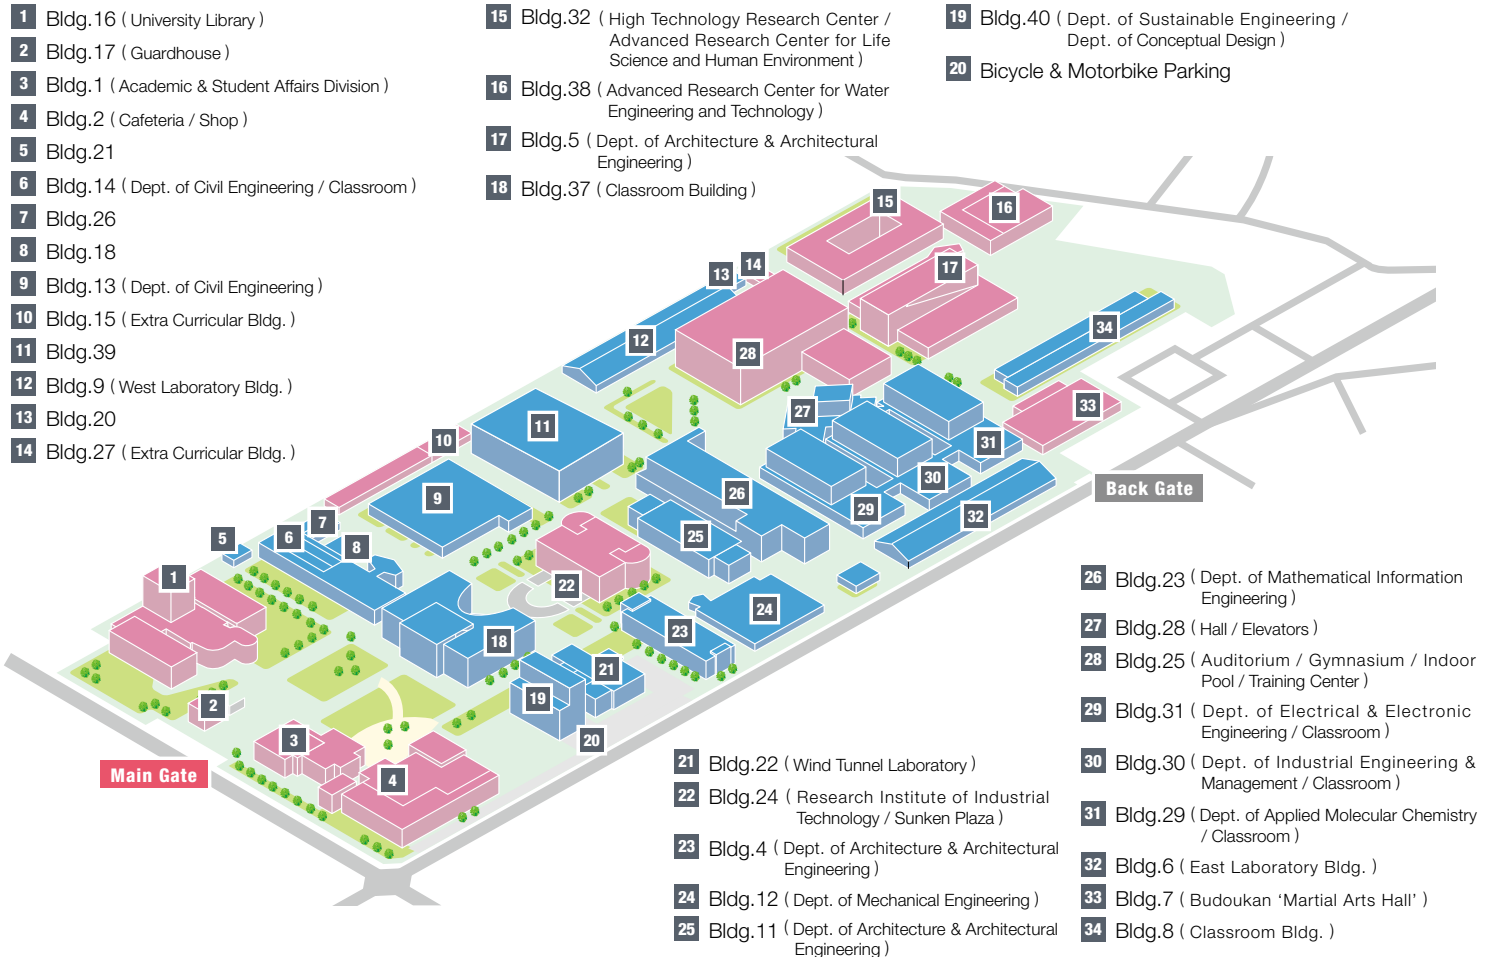 1 Bldg.16 ( University Library )
2 Bldg.17 ( Guardhouse )
3 Bldg.1 ( Academic & Student Affairs Division )
4 Bldg.2 ( Cafeteria / Shop )
5 Bldg.21
6 Bldg.14 ( Dept. of Civil Engineering / Classroom )
7 Bldg.26
8 Bldg.18
9 Bldg.13 ( Dept. of Civil Engineering )
10 Bldg.15 ( Extra Curricular Bldg. )
11 Bldg.39
12 Bldg.9 ( West Laboratory Bldg. )
13 Bldg.20
14 Bldg.27 ( Extra Curricular Bldg. )
15 Bldg.32 ( High Technology Research Center /
Advanced Research Center for Life
Science and Human Environment )
16 Bldg.38 ( Advanced Research Center for Water
Engineering and Technology )
17 Bldg.5 ( Dept. of Architecture & Architectural
Engineering )
18 Bldg.37 ( Classroom Building )
19 Bldg.40 ( Dept. of Sustainable Engineering /
Dept. of Conceptual Design )
20 Bicycle & Motorbike Parking
15
16
17
14
13
12
28
34
33
27
31
11
10
30
26
9
29
32
25
Back Gate
7
5
6
8
1
22
24
23
18
21
19
2
20
3
4
Main Gate
21 Bldg.22 ( Wind Tunnel Laboratory )
22 Bldg.24 ( Research Institute of Industrial
Technology / Sunken Plaza )
23 Bldg.4 ( Dept. of Architecture & Architectural
Engineering )
24 Bldg.12 ( Dept. of Mechanical Engineering )
25 Bldg.11 ( Dept. of Architecture & Architectural
Engineering )
26 Bldg.23 ( Dept. of Mathematical Information
Engineering )
27 Bldg.28 ( Hall / Elevators )
28 Bldg.25 ( Auditorium / Gymnasium / Indoor
Pool / Training Center )
29 Bldg.31 ( Dept. of Electrical & Electronic
Engineering / Classroom )
30 Bldg.30 ( Dept. of Industrial Engineering &
Management / Classroom )
31 Bldg.29 ( Dept. of Applied Molecular Chemistry
/ Classroom )
32 Bldg.6 ( East Laboratory Bldg. )
33 Bldg.7 ( Budoukan ‘Martial Arts Hall’ )
34 Bldg.8 ( Classroom Bldg. )